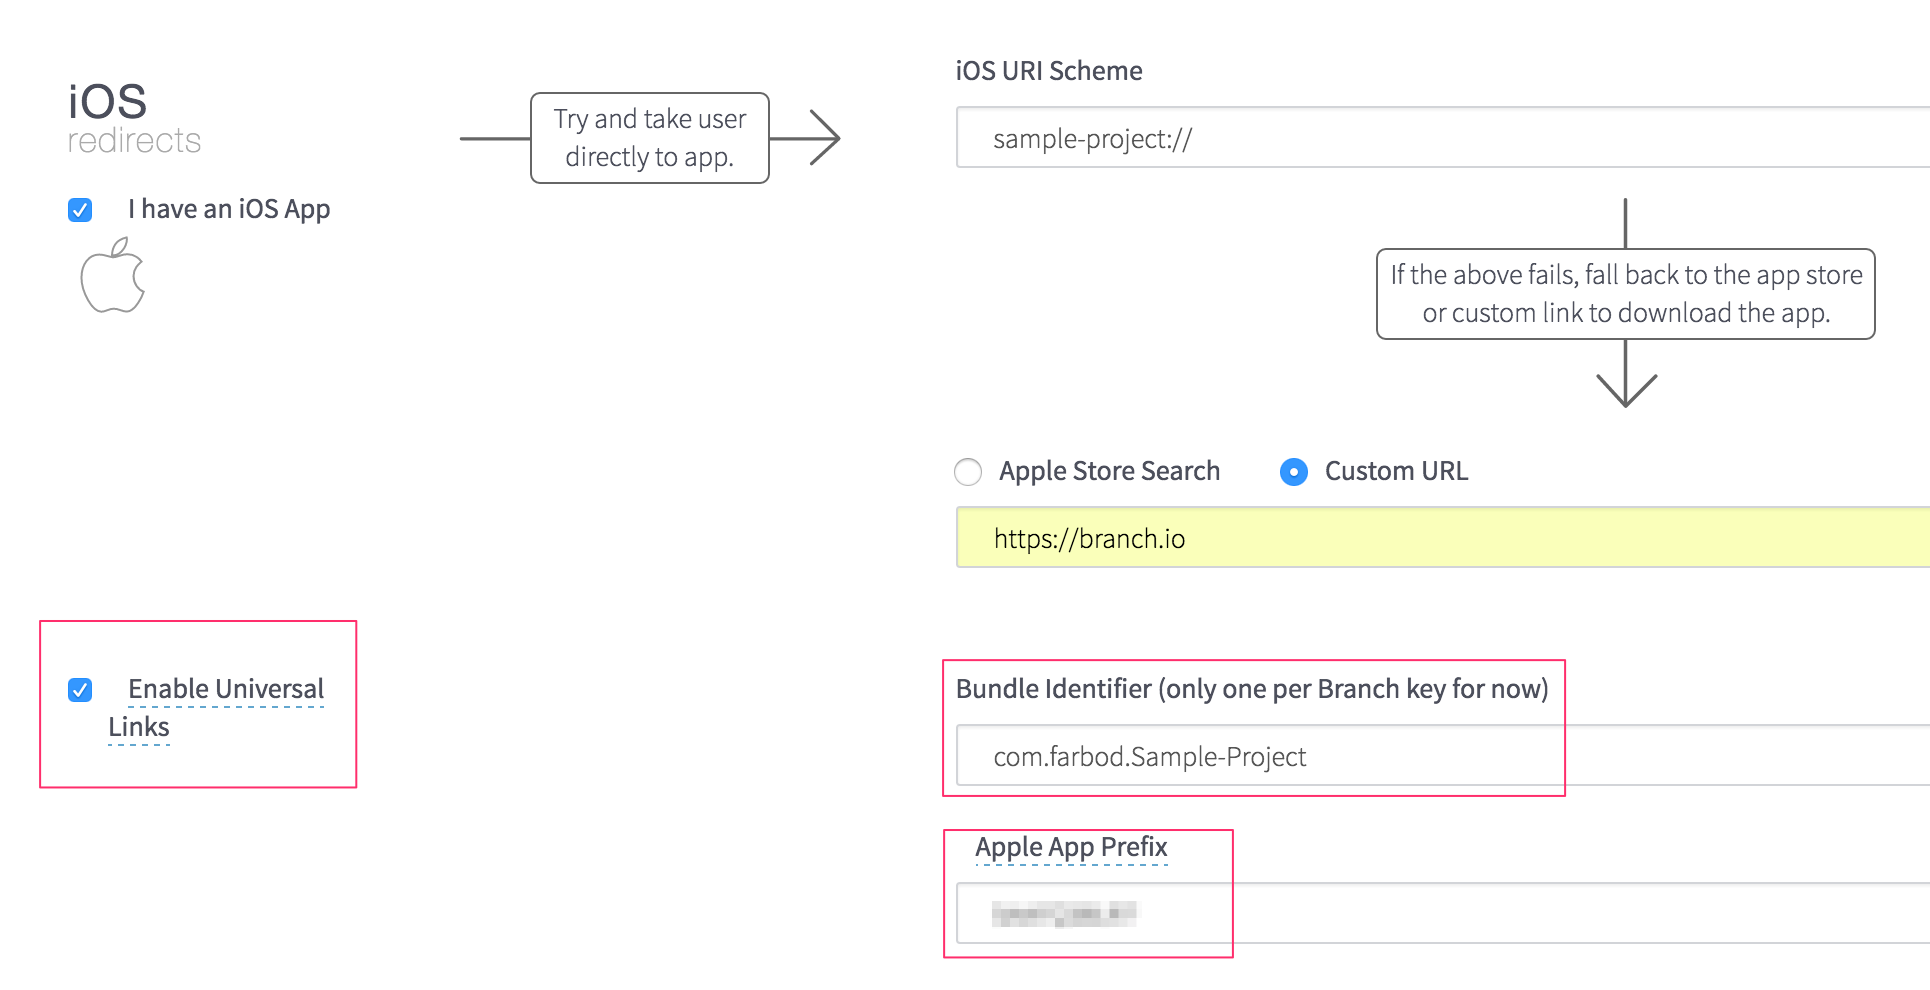 iOS
redirects
I have an iOS App
Try and take user
directly to app.
iOS URI Scheme
sample-project://
If the above fails, fall back to the app store
or custom link to download the app.
Apple Store Search
Custom URL
https://branch.io
Enable Universal
Links
Bundle Identifier (only one per Branch key for now)
com.farbod.Sample-Project
Apple App Prefix